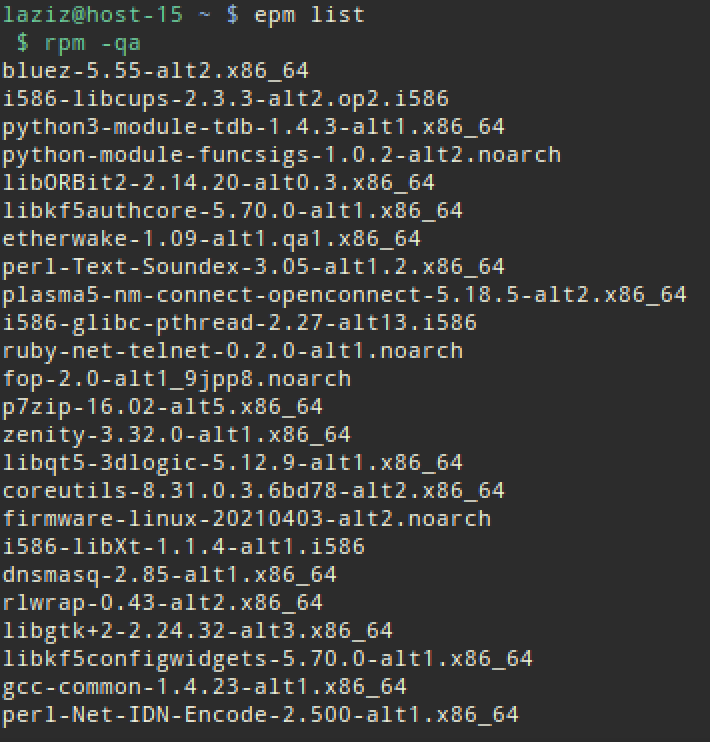 laziz@host-15 ~ $ epm list
$ rpm -qa
bluez-5.55-alt2.x86_64
i586-libcups-2.3.3-alt2.op2.i586
python3-module-tdb-1.4.3-alt1.x86_64
python-module-funcsigs-1.0.2-alt2.noarch
libORBit2-2.14.20-alt0.3.x86_64
libkf5authcore-5.70.0-alt1.x86_64
etherwake-1.09-alt1.qa1.x86_64
perl-Text-Soundex-3.05-alt1.2.x86_64
plasma5-nm-connect-openconnect-5.18.5-alt2.x86_64
i586-glibc-pthread-2.27-alt13.i586
ruby-net-telnet-0.2.0-alt1.noarch
fop-2.0-alt1_9jpp8.noarch
p7zip-16.02-alt5.x86_64
zenity-3.32.0-alt1.x86_64
libqt5-3dlogic-5.12.9-alt1.x86_64
coreutils-8.31.0.3.6bd78-alt2.x86_64
firmware-linux-20210403-alt2.noarch
i586-libXt-1.1.4-alt1.i586
dnsmasq-2.85-alt1.x86_64
rlwrap-0.43-alt2.x86_64
libgtk+2-2.24.32-alt3.x86_64
libkf5configwidgets-5.70.0-alt1.x86_64
gcc-common-1.4.23-alt1.x86_64
perl-Net-IDN-Encode-2.500-alt1.x86_64